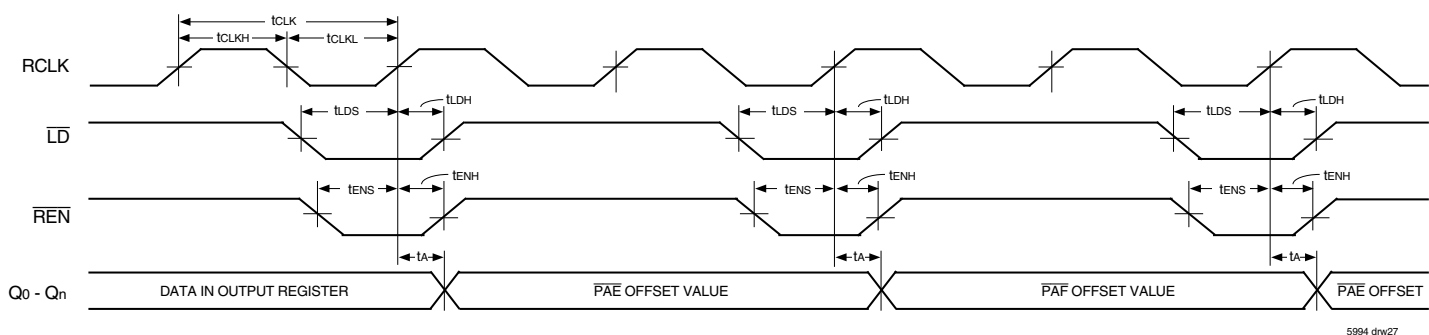 tCLK
tCLKH tCLKL
RCLK
tLDS tLDH tLDS tLDH tLDS tLDH
LD
tENS tENH tENS tENH tENS tENH
REN
tA tA tA
Q0 - Qn DATA IN OUTPUT REGISTER PAE OFFSET VALUE PAF OFFSET VALUE PAE OFFSET
5994 drw27